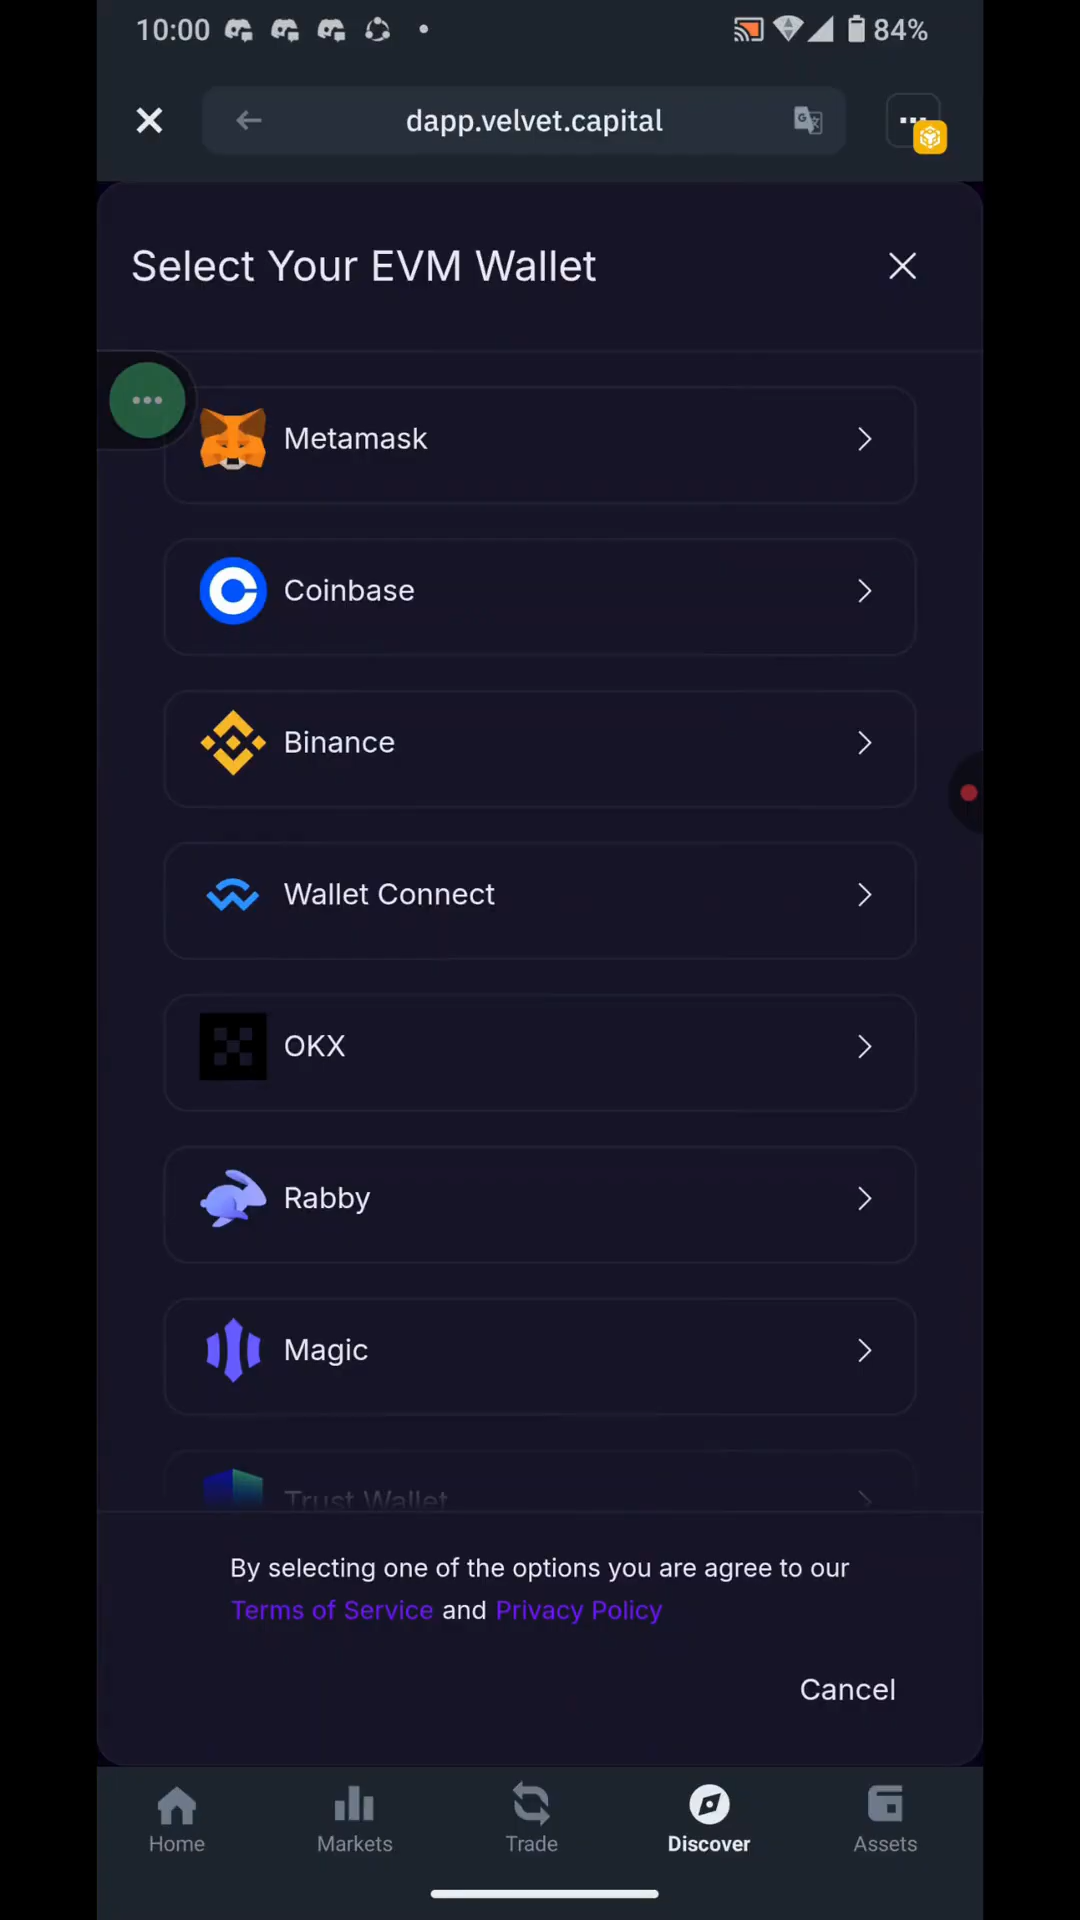 10:00
84%
dapp.velvet.capital
Select Your EVM Wallet
Metamask
Coinbase
Binance
Wallet Connect
OKX
Rabby
Magic
Trust Wallet
By selecting one of the options you are agree to our
Terms of Service and Privacy Policy
Cancel
Home
Markets
Trade
Discover
Assets